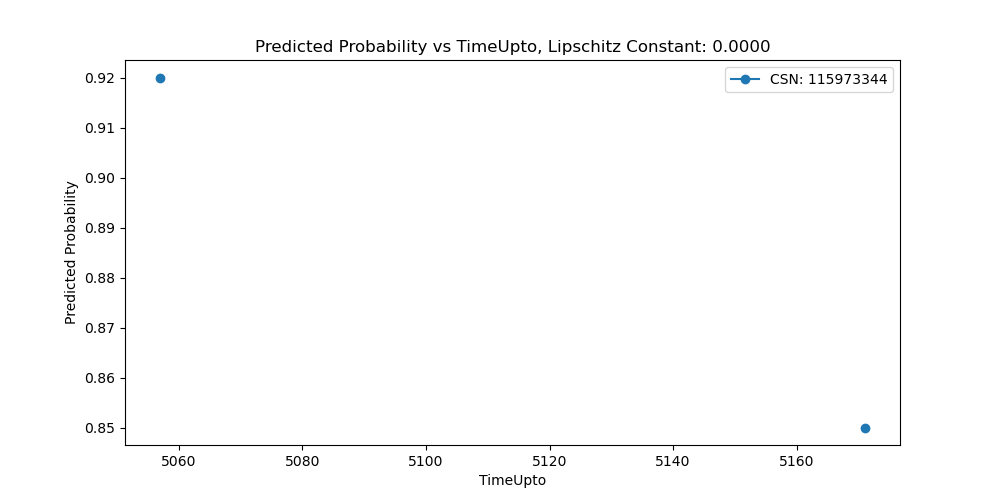 Predicted Probability vs TimeUpto, Lipschitz Constant: 0.0000
CSN: 115973344
Predicted Probability
0.92
0.91
0.90
0.89
0.88
0.87
0.86
0.85
5060 5080 5100 5120 5140 5160
TimeUpto